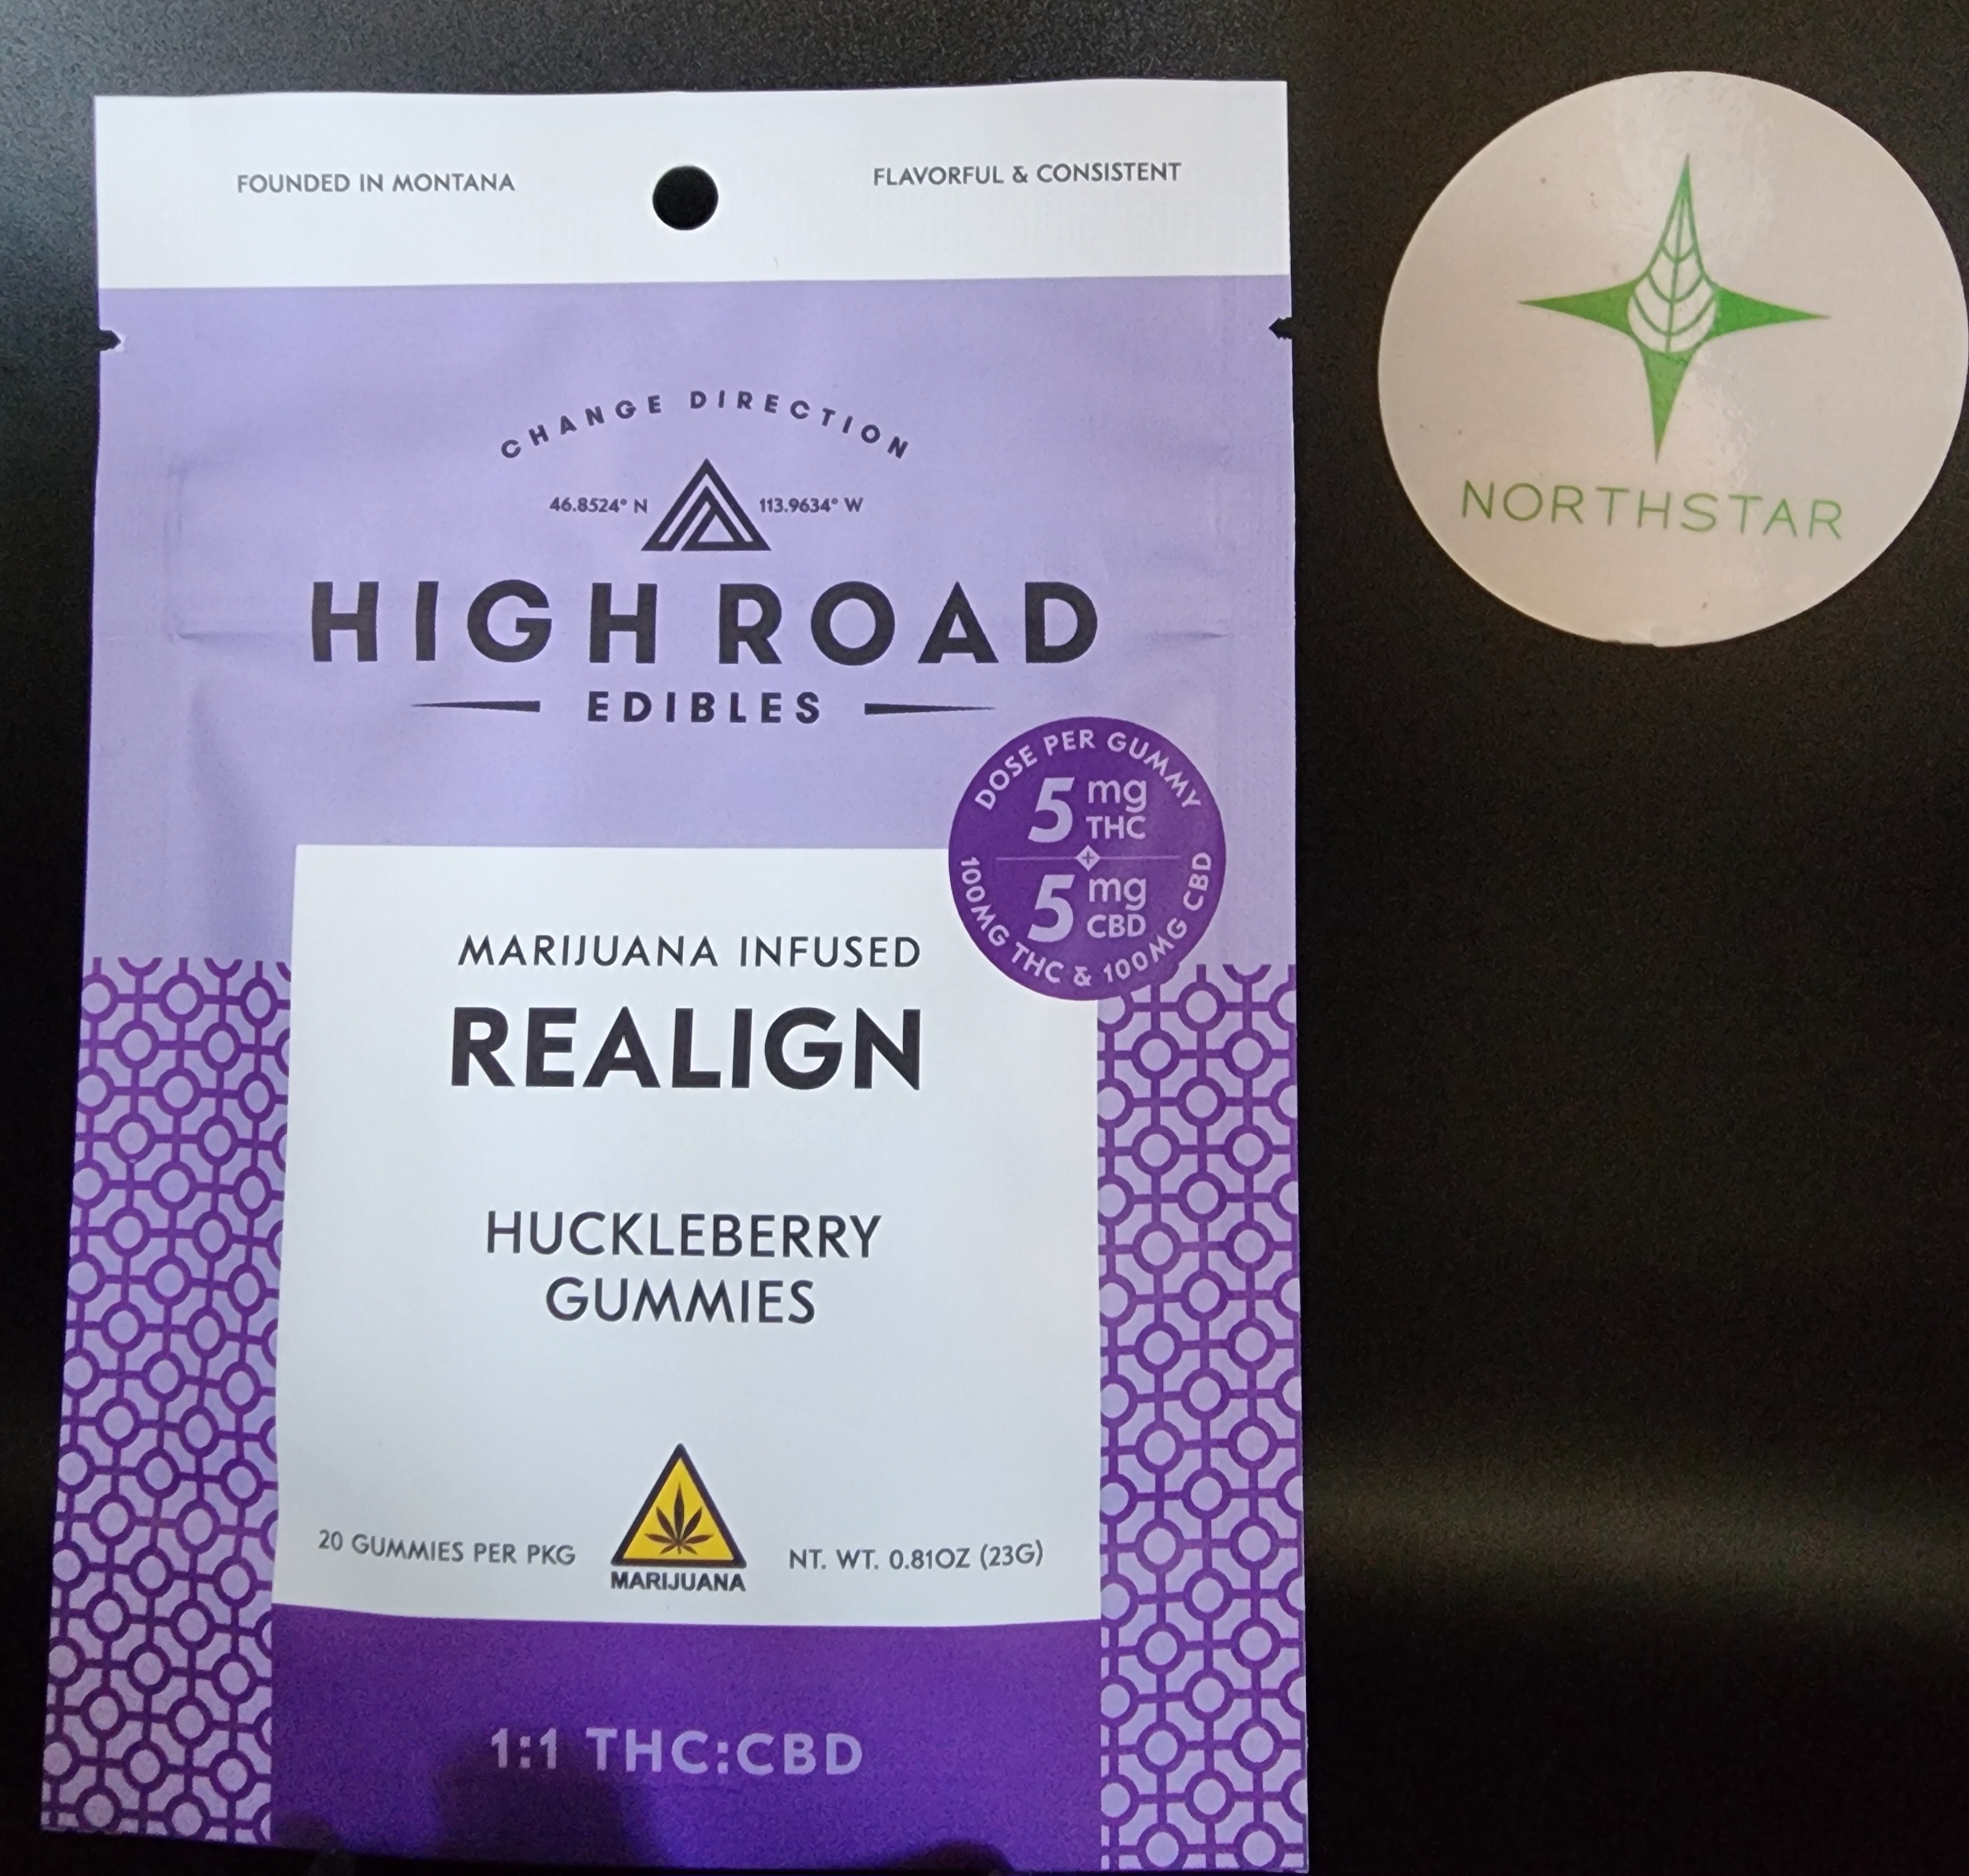 FOUNDED IN MONTANA
FLAVORFUL & CONSISTENT
CHANGE DIRECTION
46.8524° N
113.9634° W
HIGH ROAD
EDIBLES
DOSE PER GUMMY
5 mg THC
+
5 mg CBD
100MG THC & 100MG CBD
MARIJUANA INFUSED
REALIGN
HUCKLEBERRY
GUMMIES
20 GUMMIES PER PKG
MARIJUANA
NT. WT. 0.81OZ (23G)
1:1 THC:CBD
NORTHSTAR